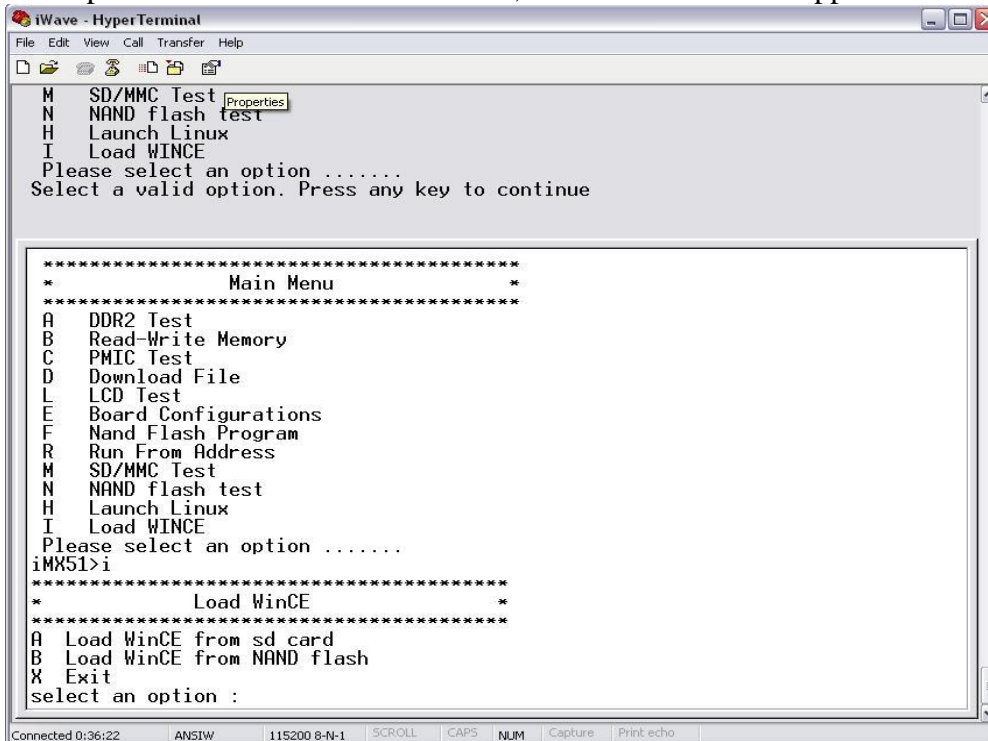 iWave - HyperTerminal
File Edit View Call Transfer Help
M SD/MMC Test
Properties
N NAND flash test
H Launch Linux
I Load WINCE
Please select an option .......
Select a valid option. Press any key to continue
*****************************************
* Main Menu *
*****************************************
A DDR2 Test
B Read-Write Memory
C PMIC Test
D Download File
L LCD Test
E Board Configurations
F Nand Flash Program
R Run From Address
M SD/MMC Test
N NAND flash test
H Launch Linux
I Load WINCE
Please select an option .......
iMX51>i
*****************************************
* Load WinCE *
*****************************************
A Load WinCE from sd card
B Load WinCE from NAND flash
X Exit
select an option :
Connected 0:36:22 ANSIW 115200 8-N-1 SCROLL CAPS NUM Capture Print echo